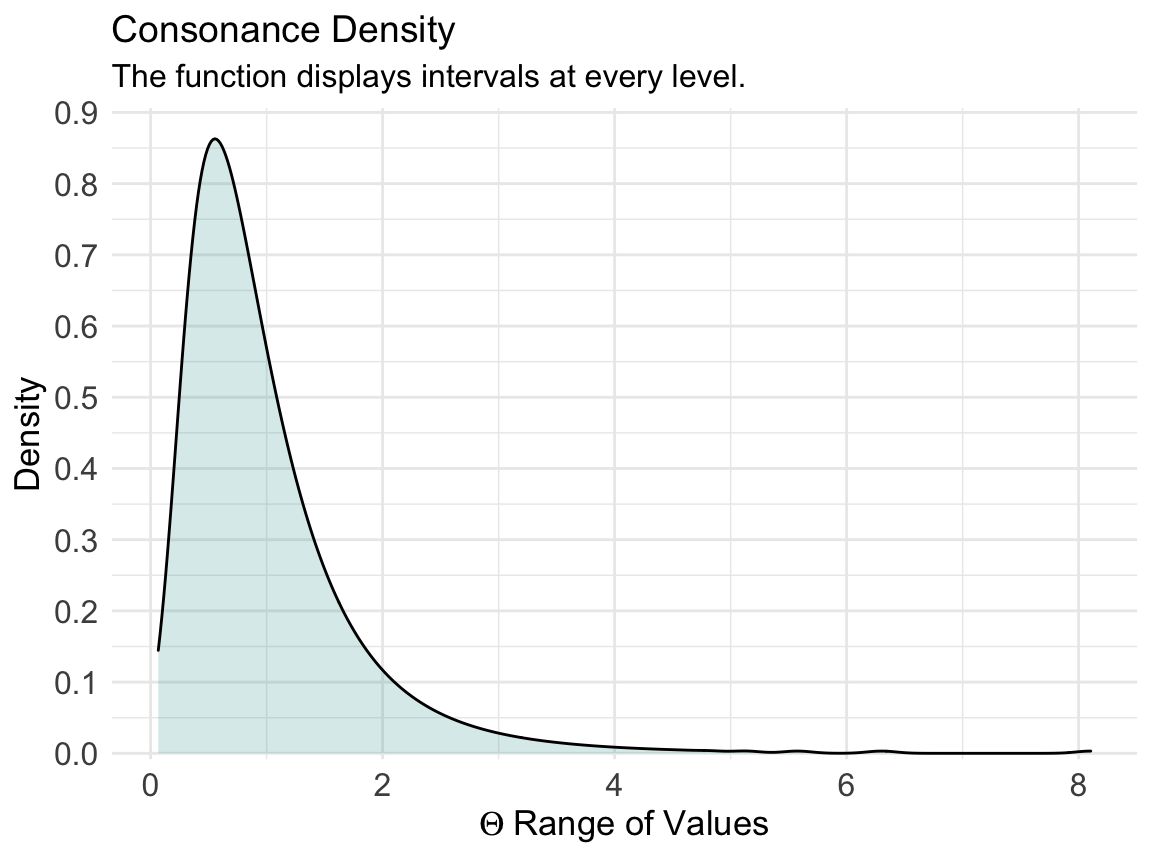 Consonance Density
The function displays intervals at every level.
0.9
0.8
0.7
0.6
0.5
0.4
0.3
0.2
0.1
0.0
Density
0 2 4 6 8
Θ Range of Values